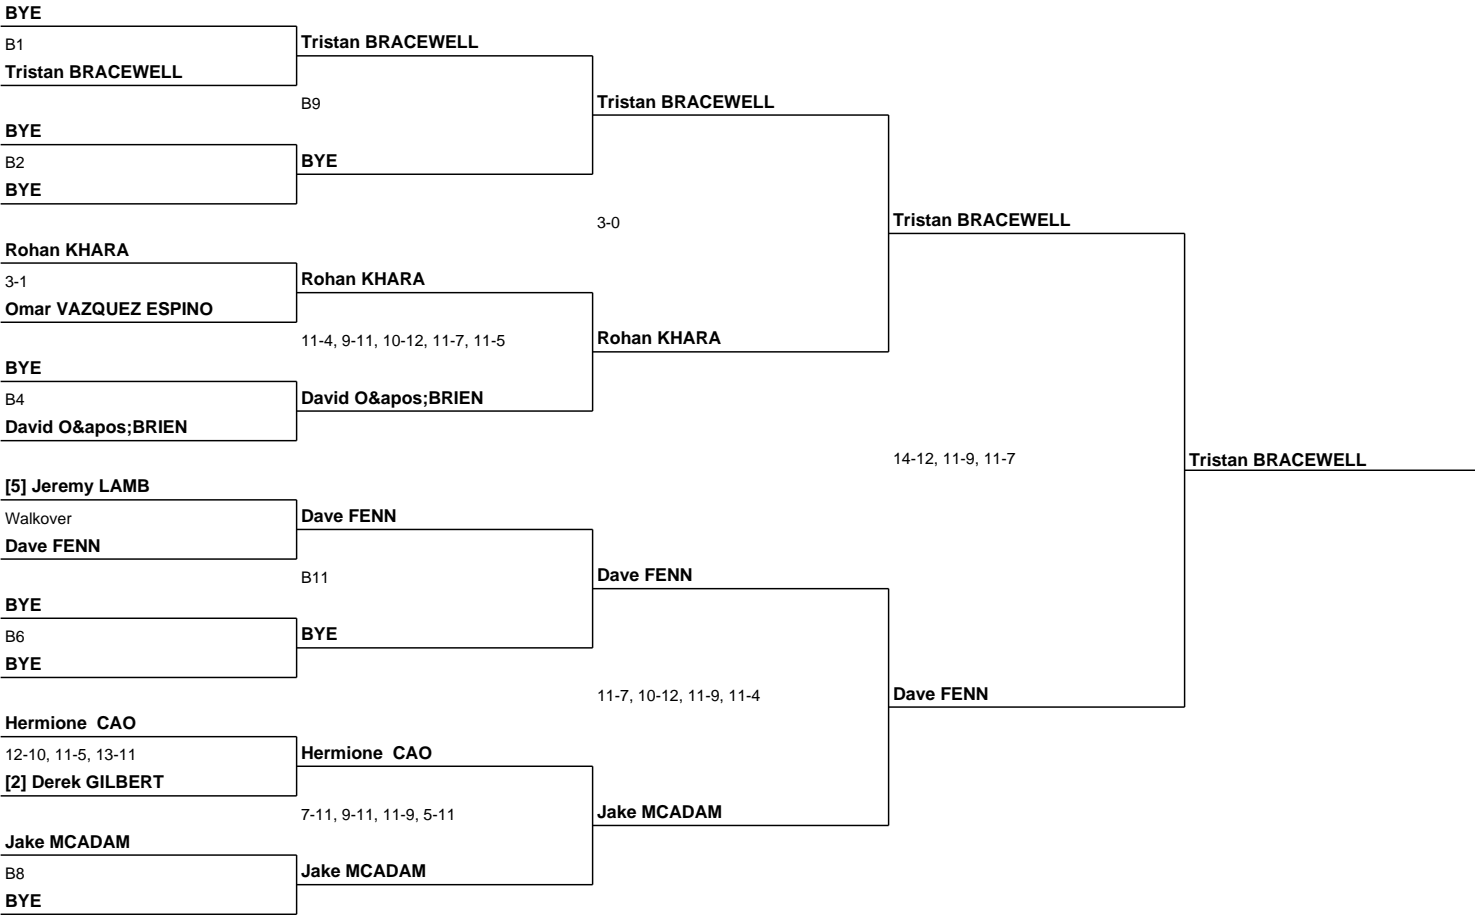 BYE
B1
Tristan BRACEWELL
BYE
B2
BYE
Rohan KHARA
3-1
Omar VAZQUEZ ESPINO
BYE
B4
David O&apos;BRIEN
[5] Jeremy LAMB
Walkover
Dave FENN
BYE
B6
BYE
Hermione  CAO
12-10, 11-5, 13-11
[2] Derek GILBERT
Jake MCADAM
B8
BYE
Tristan BRACEWELL
B9
BYE
Rohan KHARA
11-4, 9-11, 10-12, 11-7, 11-5
David O&apos;BRIEN
Dave FENN
B11
BYE
Hermione  CAO
7-11, 9-11, 11-9, 5-11
Jake MCADAM
Tristan BRACEWELL
3-0
Rohan KHARA
Dave FENN
11-7, 10-12, 11-9, 11-4
Jake MCADAM
Tristan BRACEWELL
14-12, 11-9, 11-7
Dave FENN
Tristan BRACEWELL